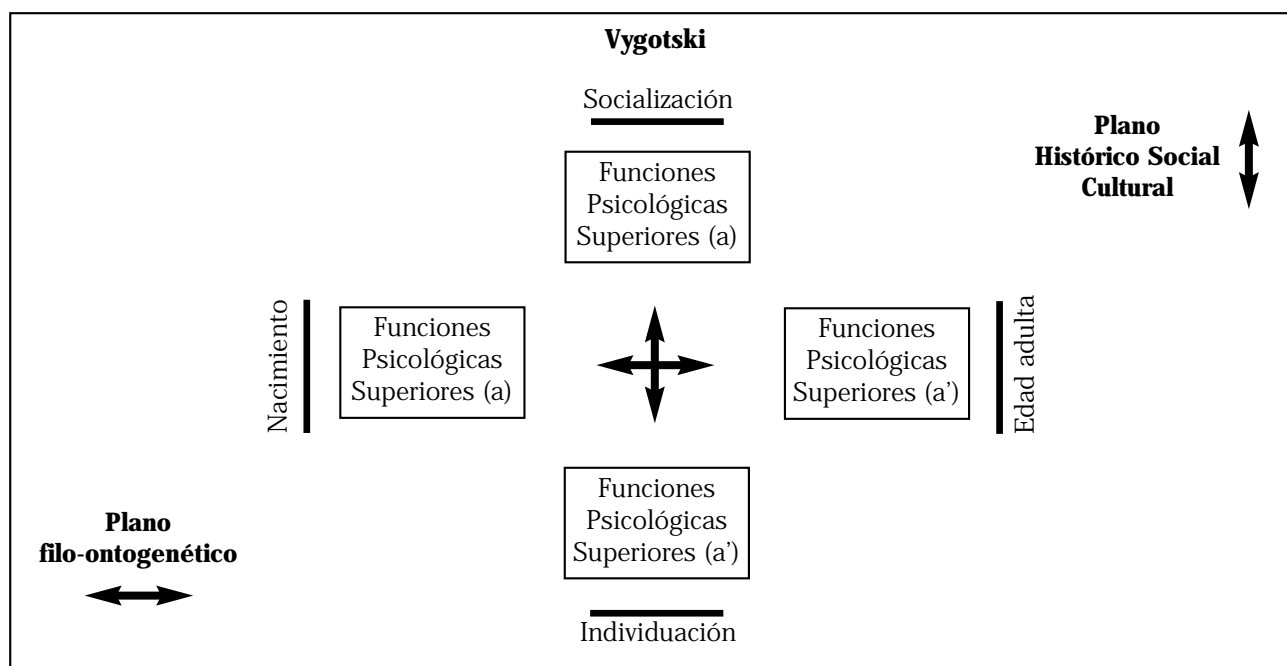 Vygotski
Socialización
Plano
Histórico Social
Cultural
Funciones
Psicológicas
Superiores (a)
Nacimiento
Funciones
Psicológicas
Superiores (a)
Funciones
Psicológicas
Superiores (a’)
Edad adulta
Funciones
Psicológicas
Superiores (a’)
Plano
filo-ontogenético
Individuación